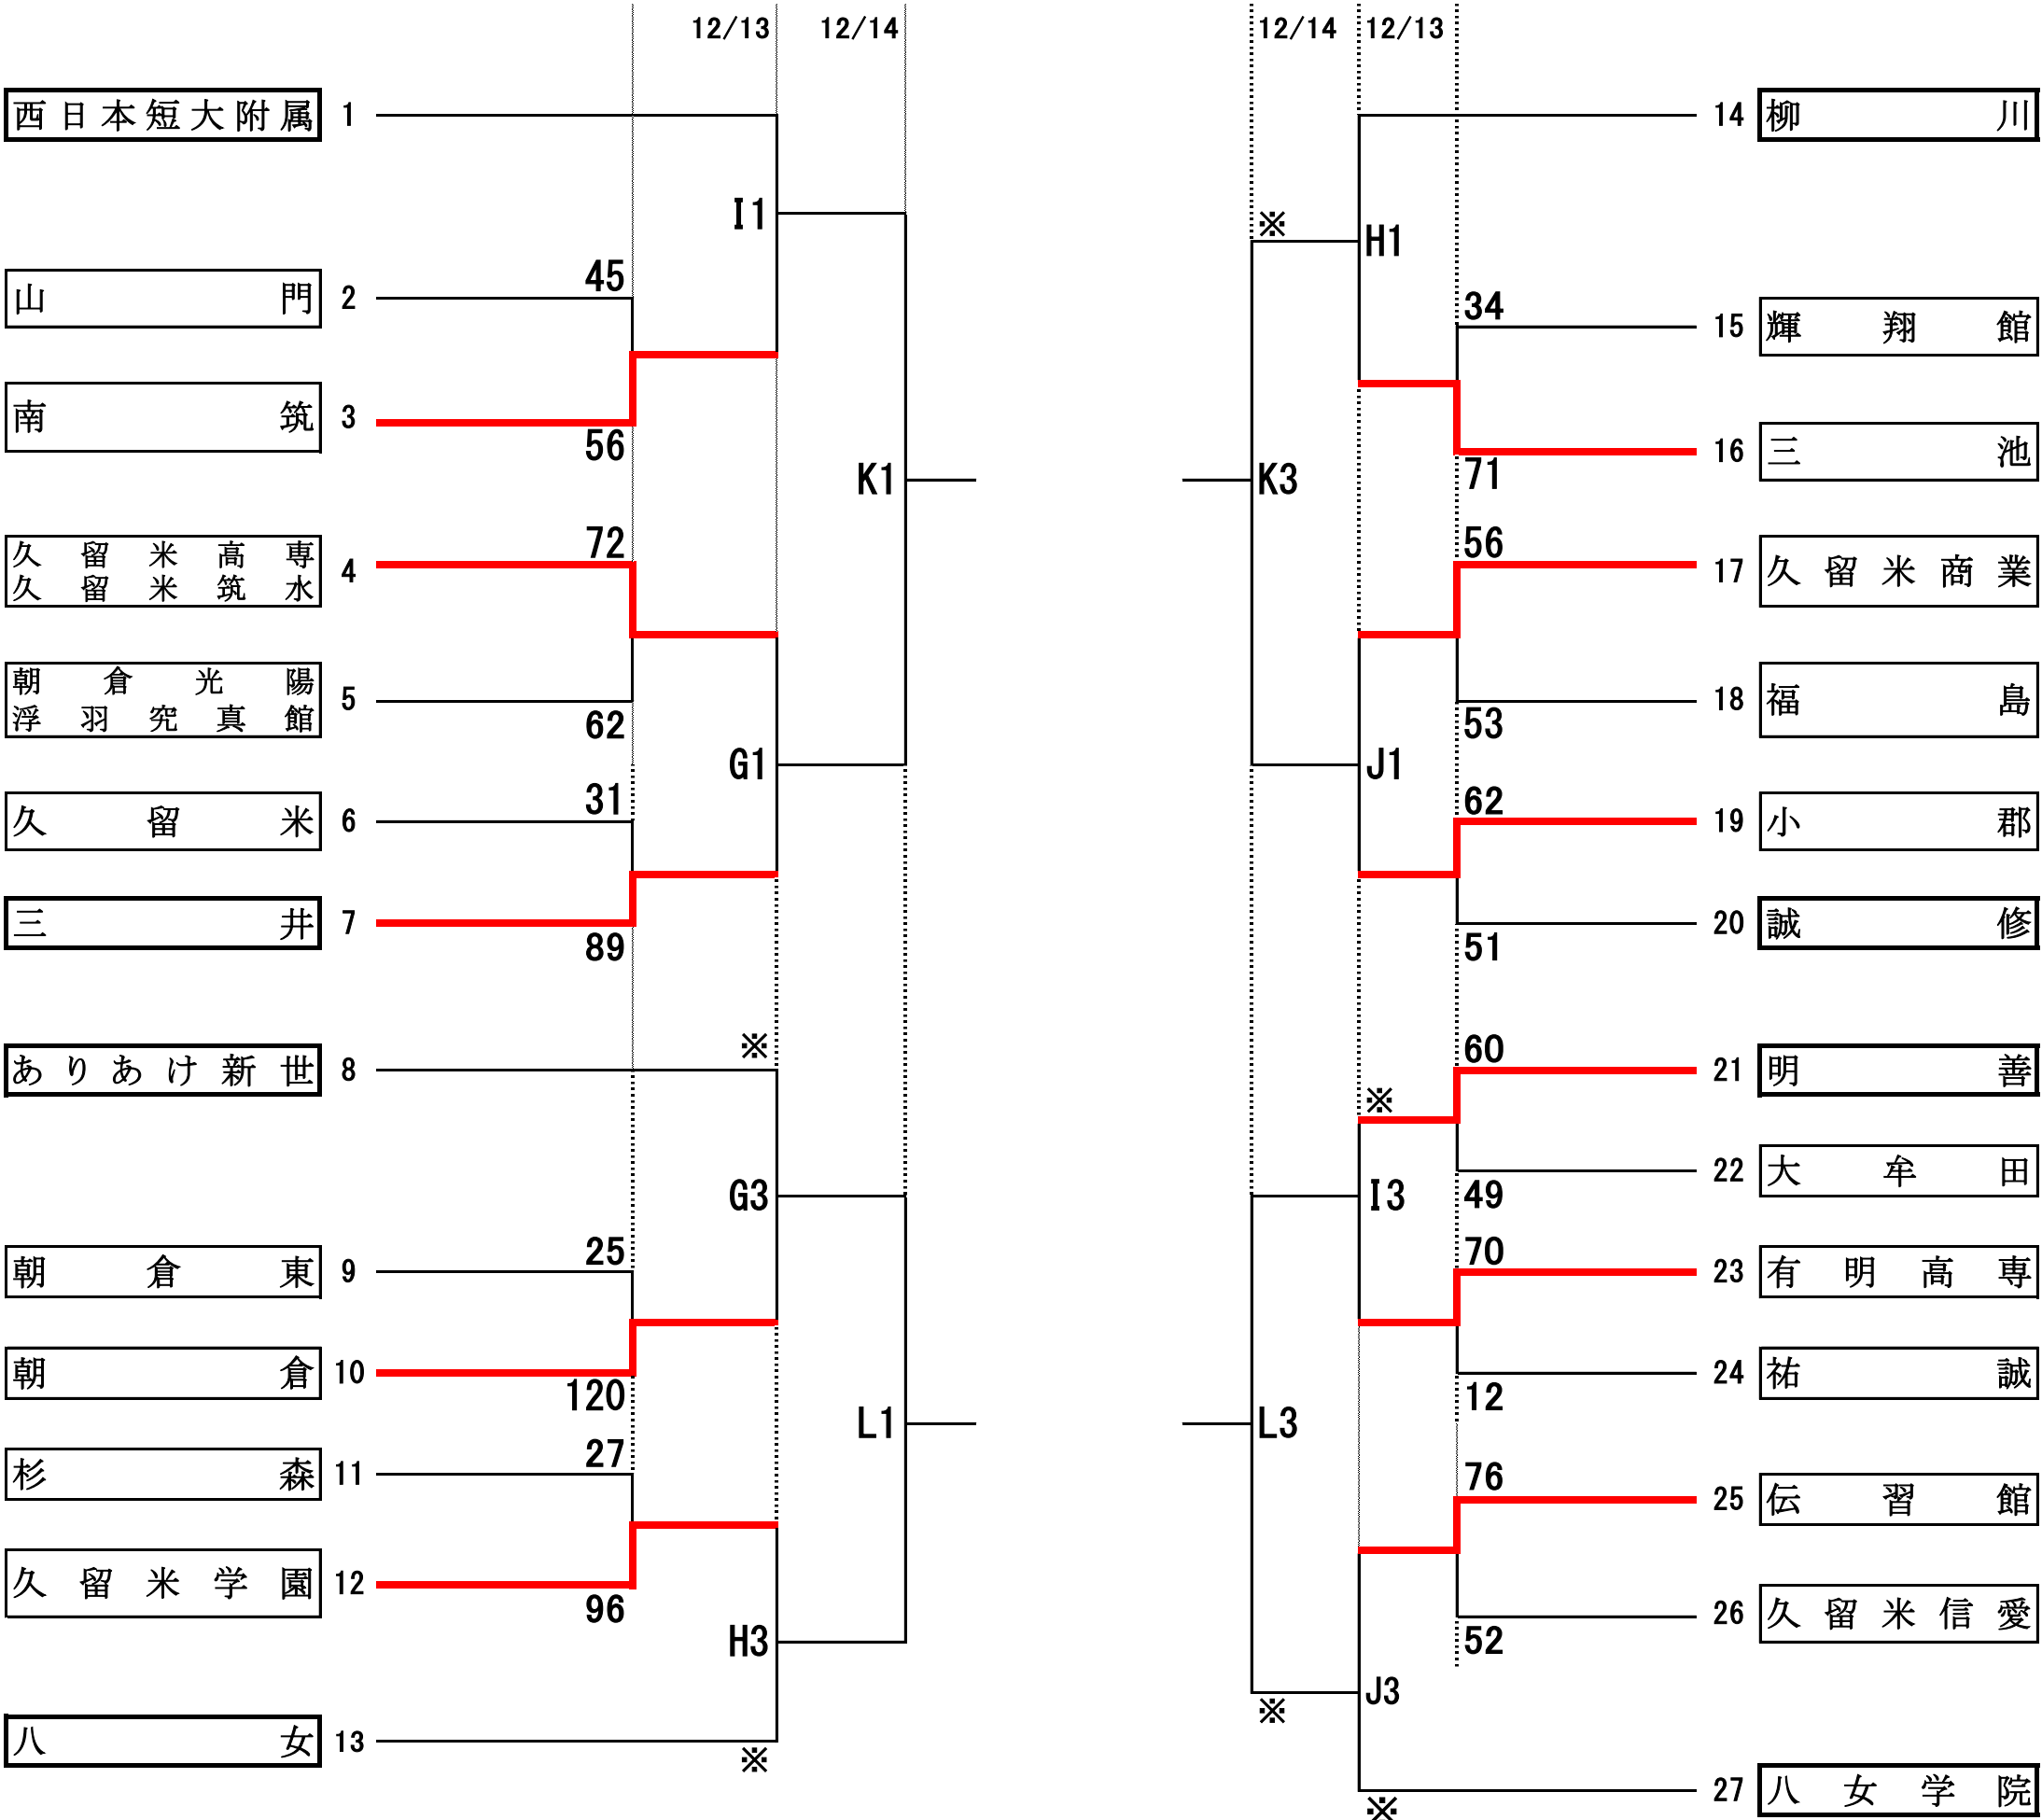 12/13 12/14
西日本短大附属 1
I1
山門 2 45
南筑 3 56
K1
久留米高専
久留米筑水 4 72
朝倉光陽
浮羽究真館 5 62
G1
久留米 6 31
三井 7 89
※
ありあけ新世 8
G3
朝倉東 9 25
朝倉 10 120
L1
杉森 11 27
久留米学園 12 96
H3
八女 13
※
12/14 12/13
14 柳川
※
H1
34 15 輝翔館
71 16 三池
K3
56 17 久留米商業
53 18 福島
J1
62 19 小郡
51 20 誠修
60 21 明善
※
49 22 大牟田
I3
70 23 有明高専
12 24 祐誠
L3
76 25 伝習館
52 26 久留米信愛
J3
※
27 八女学院
※